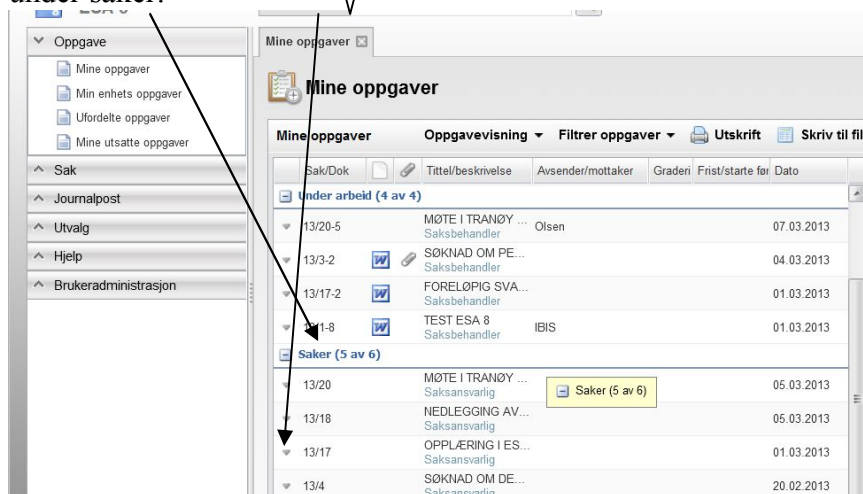 under saker.
ESA 8
Oppgave
Mine oppgaver
Min enhets oppgaver
Ufordelte oppgaver
Mine utsatte oppgaver
Sak
Journalpost
Utvalg
Hjelp
Brukeradministrasjon
Mine oppgaver
Mine oppgaver
Mine oppgaver Oppgavevisning Filtrer oppgaver Utskrift Skriv til fil
Sak/Dok Tittel/beskrivelse Avsender/mottaker Graderi Frist/starte før Dato
Under arbeid (4 av 4)
13/20-5 MØTE I TRANØY ... Olsen 07.03.2013
Saksbehandler
13/3-2 SØKNAD OM PE... 04.03.2013
Saksbehandler
13/17-2 FORELØPIG SVA... 01.03.2013
Saksbehandler
13/1-8 TEST ESA 8 IBIS 01.03.2013
Saksbehandler
Saker (5 av 6)
13/20 MØTE I TRANØY ... 05.03.2013
Saksansvarlig
Saker (5 av 6)
13/18 NEDLEGGING AV... 05.03.2013
Saksansvarlig
13/17 OPPLÆRING I ES... 01.03.2013
Saksansvarlig
13/4 SØKNAD OM DE... 20.02.2013
Saksansvarlig